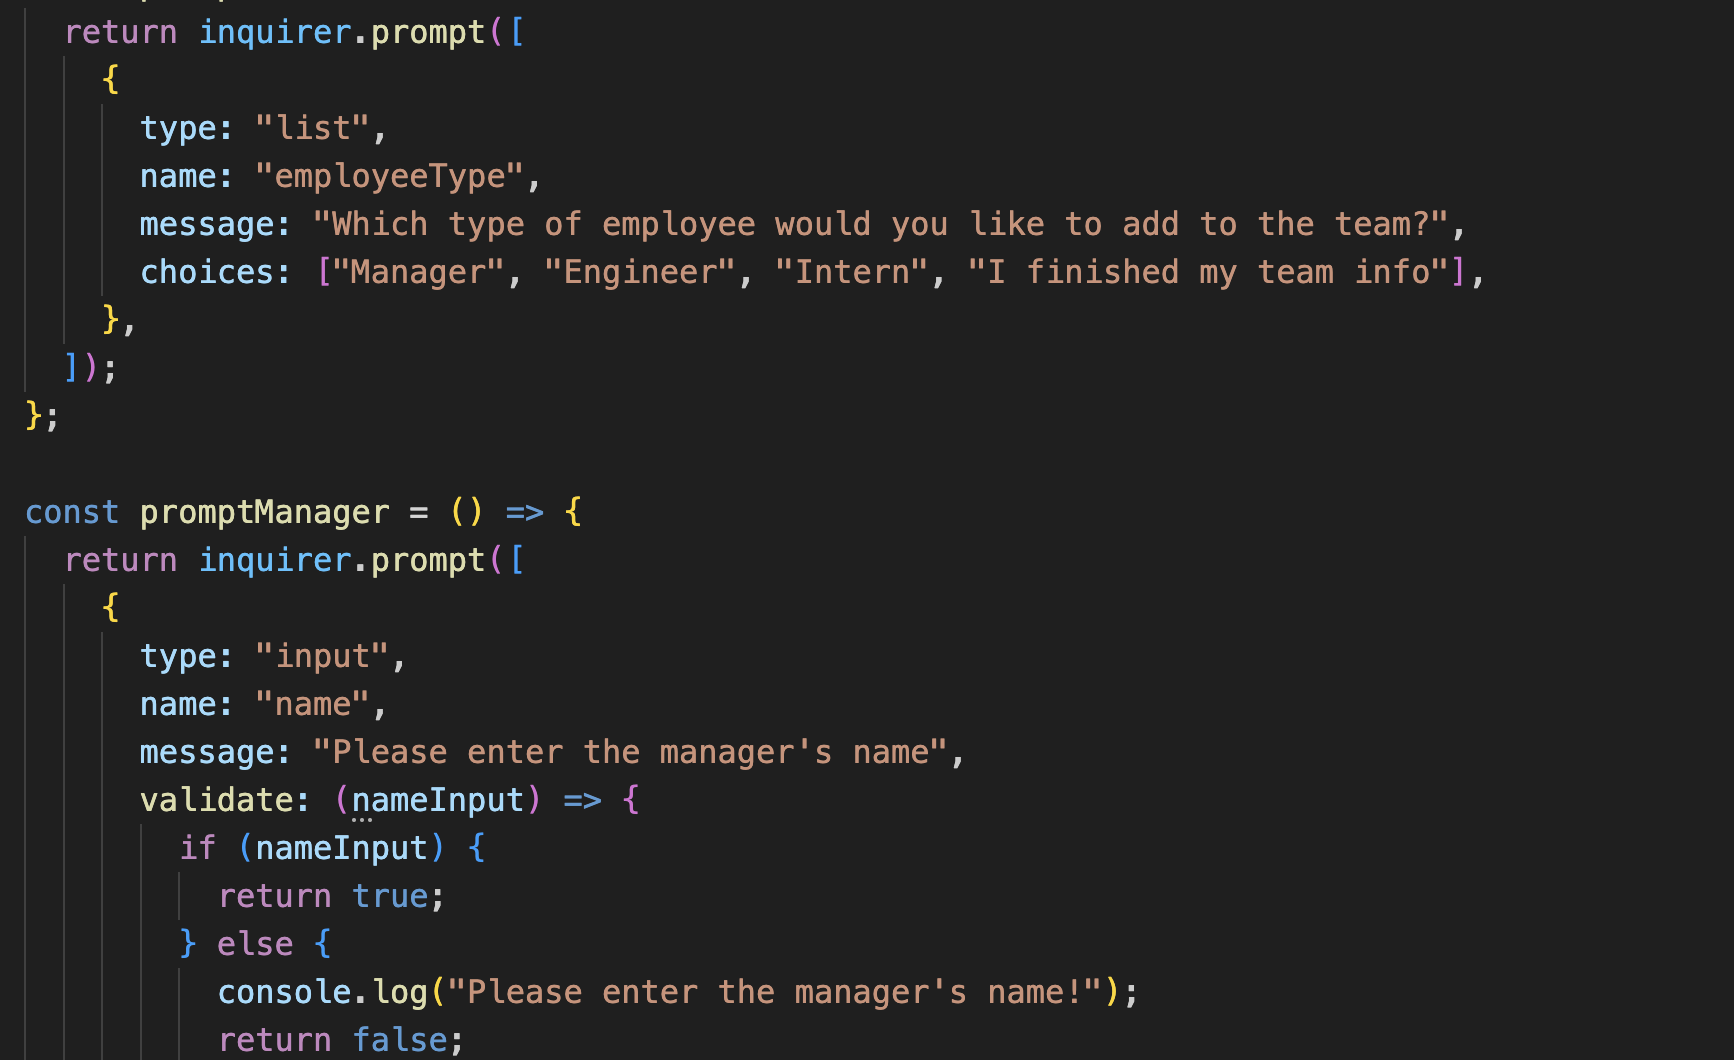 return inquirer.prompt([
{
type: "list",
name: "employeeType",
message: "Which type of employee would you like to add to the team?",
choices: ["Manager", "Engineer", "Intern", "I finished my team info"],
},
]);
};
const promptManager = () => {
return inquirer.prompt([
{
type: "input",
name: "name",
message: "Please enter the manager's name",
validate: (nameInput) => {
if (nameInput) {
return true;
} else {
console.log("Please enter the manager's name!");
return false;